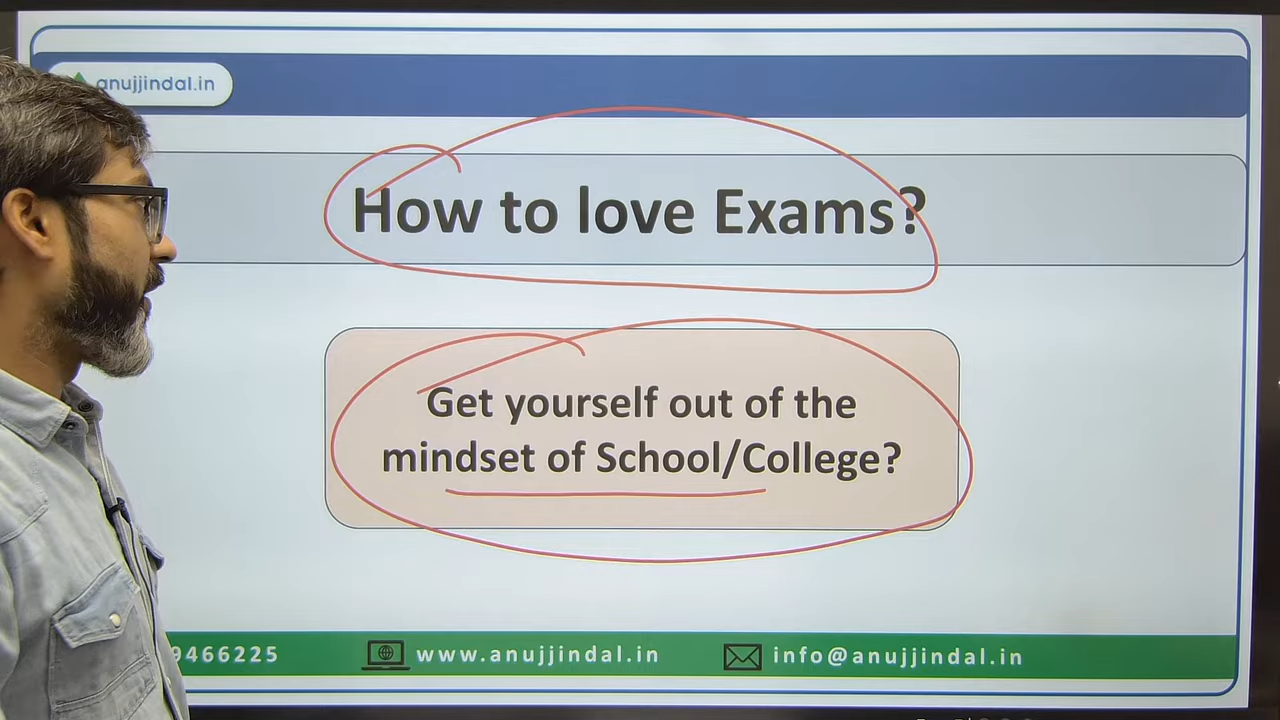 anujjindal.in
How to love Exams?
Get yourself out of the
mindset of School/College?
9466225
www.anujjindal.in
info@anujjindal.in